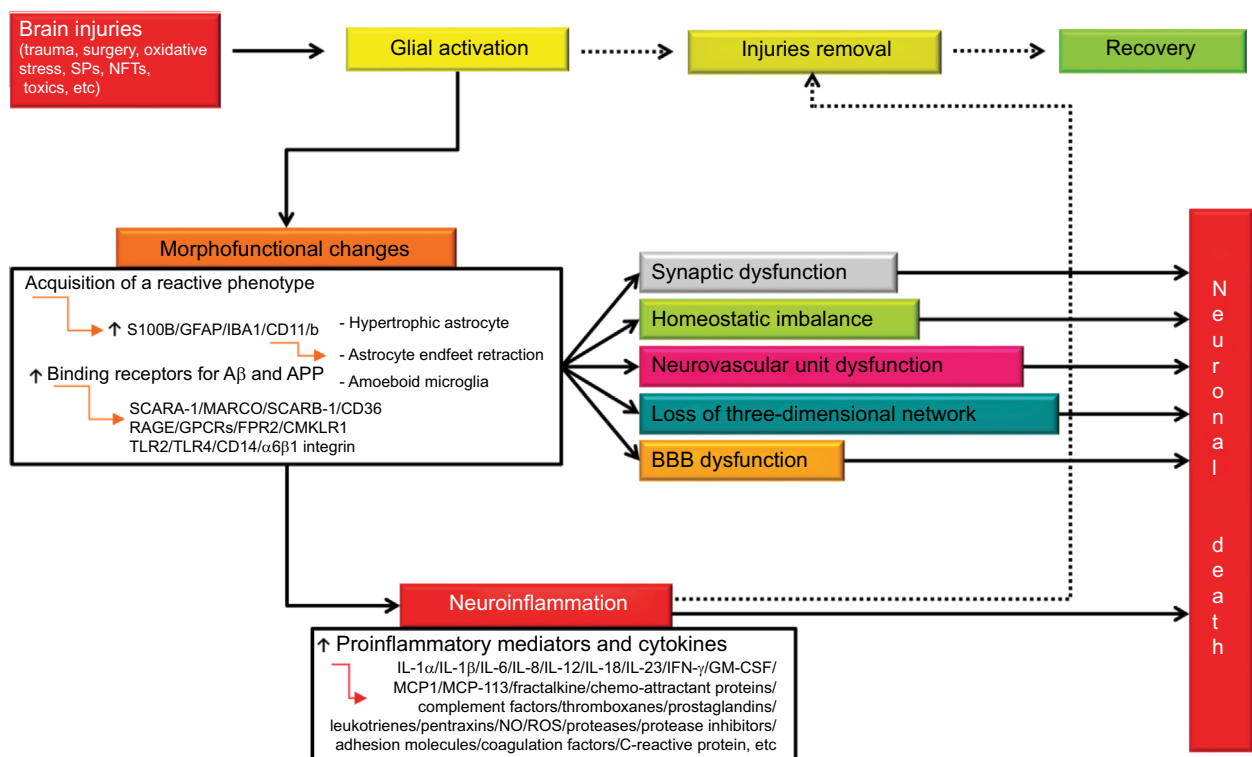 Brain injuries
(trauma, surgery, oxidative
stress, SPs, NFTs,
toxics, etc)
Glial activation
Injuries removal
Recovery
Morphofunctional changes
Acquisition of a reactive phenotype
↑ S100B/GFAP/IBA1/CD11/b
- Hypertrophic astrocyte
- Astrocyte endfeet retraction
- Amoeboid microglia
↑ Binding receptors for Aβ and APP
SCARA-1/MARCO/SCARB-1/CD36
RAGE/GPCRs/FPR2/CMKLR1
TLR2/TLR4/CD14/α6β1 integrin
Synaptic dysfunction
Homeostatic imbalance
Neurovascular unit dysfunction
Loss of three-dimensional network
BBB dysfunction
Neuronal death
Neuroinflammation
↑ Proinflammatory mediators and cytokines
IL-1α/IL-1β/IL-6/IL-8/IL-12/IL-18/IL-23/IFN-γ/GM-CSF/
MCP1/MCP-113/fractalkine/chemo-attractant proteins/
complement factors/thromboxanes/prostaglandins/
leukotrienes/pentraxins/NO/ROS/proteases/protease inhibitors/
adhesion molecules/coagulation factors/C-reactive protein, etc